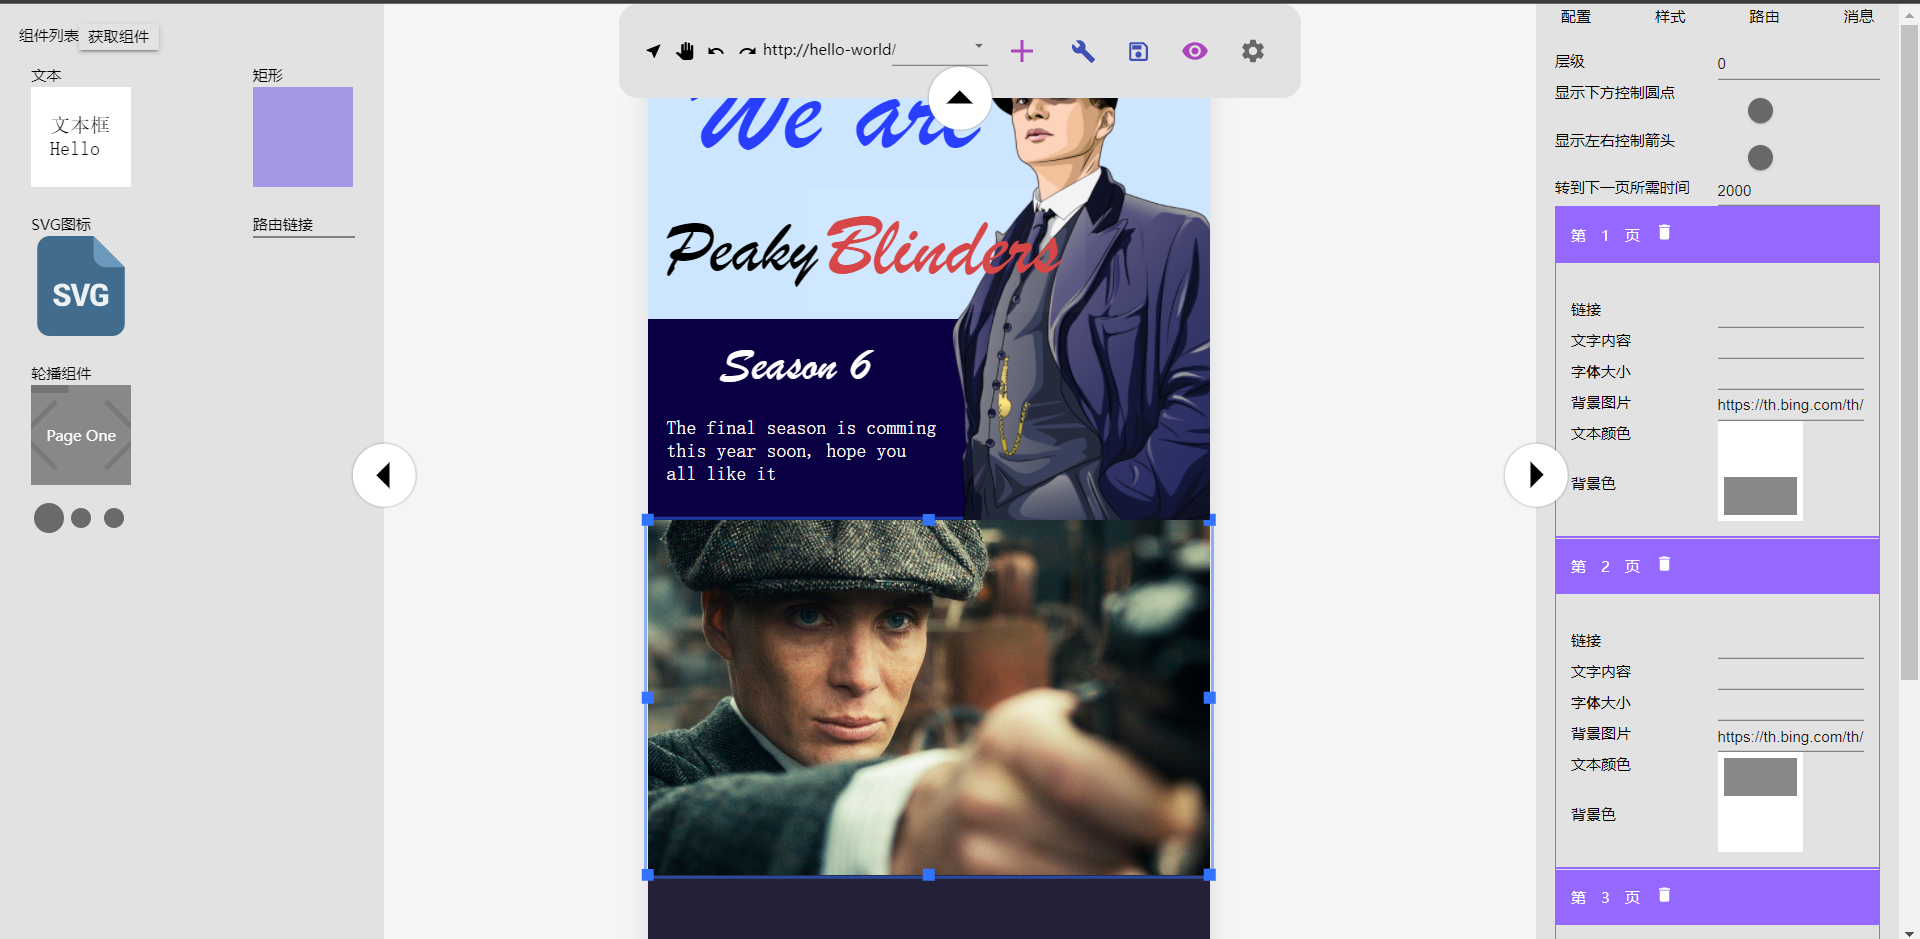 组件列表 获取组件
文本
矩形
文本框
Hello
SVG图标
路由链接
SVG
轮播组件
Page One
http://hello-world/
We are
Peaky Blinders
Season 6
The final season is comming
this year soon, hope you
all like it
配置 样式 路由 消息
层级 0
显示下方控制圆点
显示左右控制箭头
转到下一页所需时间 2000
第 1 页
链接
文字内容
字体大小
背景图片 https://th.bing.com/th/
文本颜色
背景色
第 2 页
链接
文字内容
字体大小
背景图片 https://th.bing.com/th/
文本颜色
背景色
第 3 页